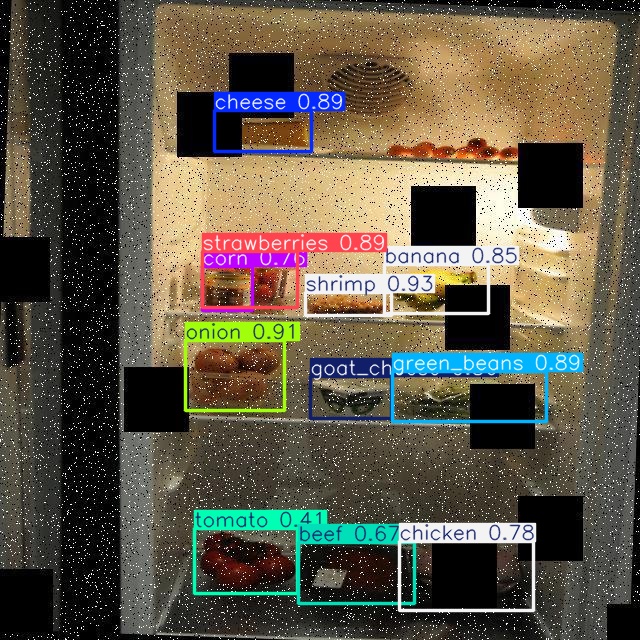 cheese 0.89
strawberries 0.89
corn 0.76
banana 0.85
shrimp 0.93
onion 0.91
goat_ch
green_beans 0.89
tomato 0.41
beef 0.67
chicken 0.78